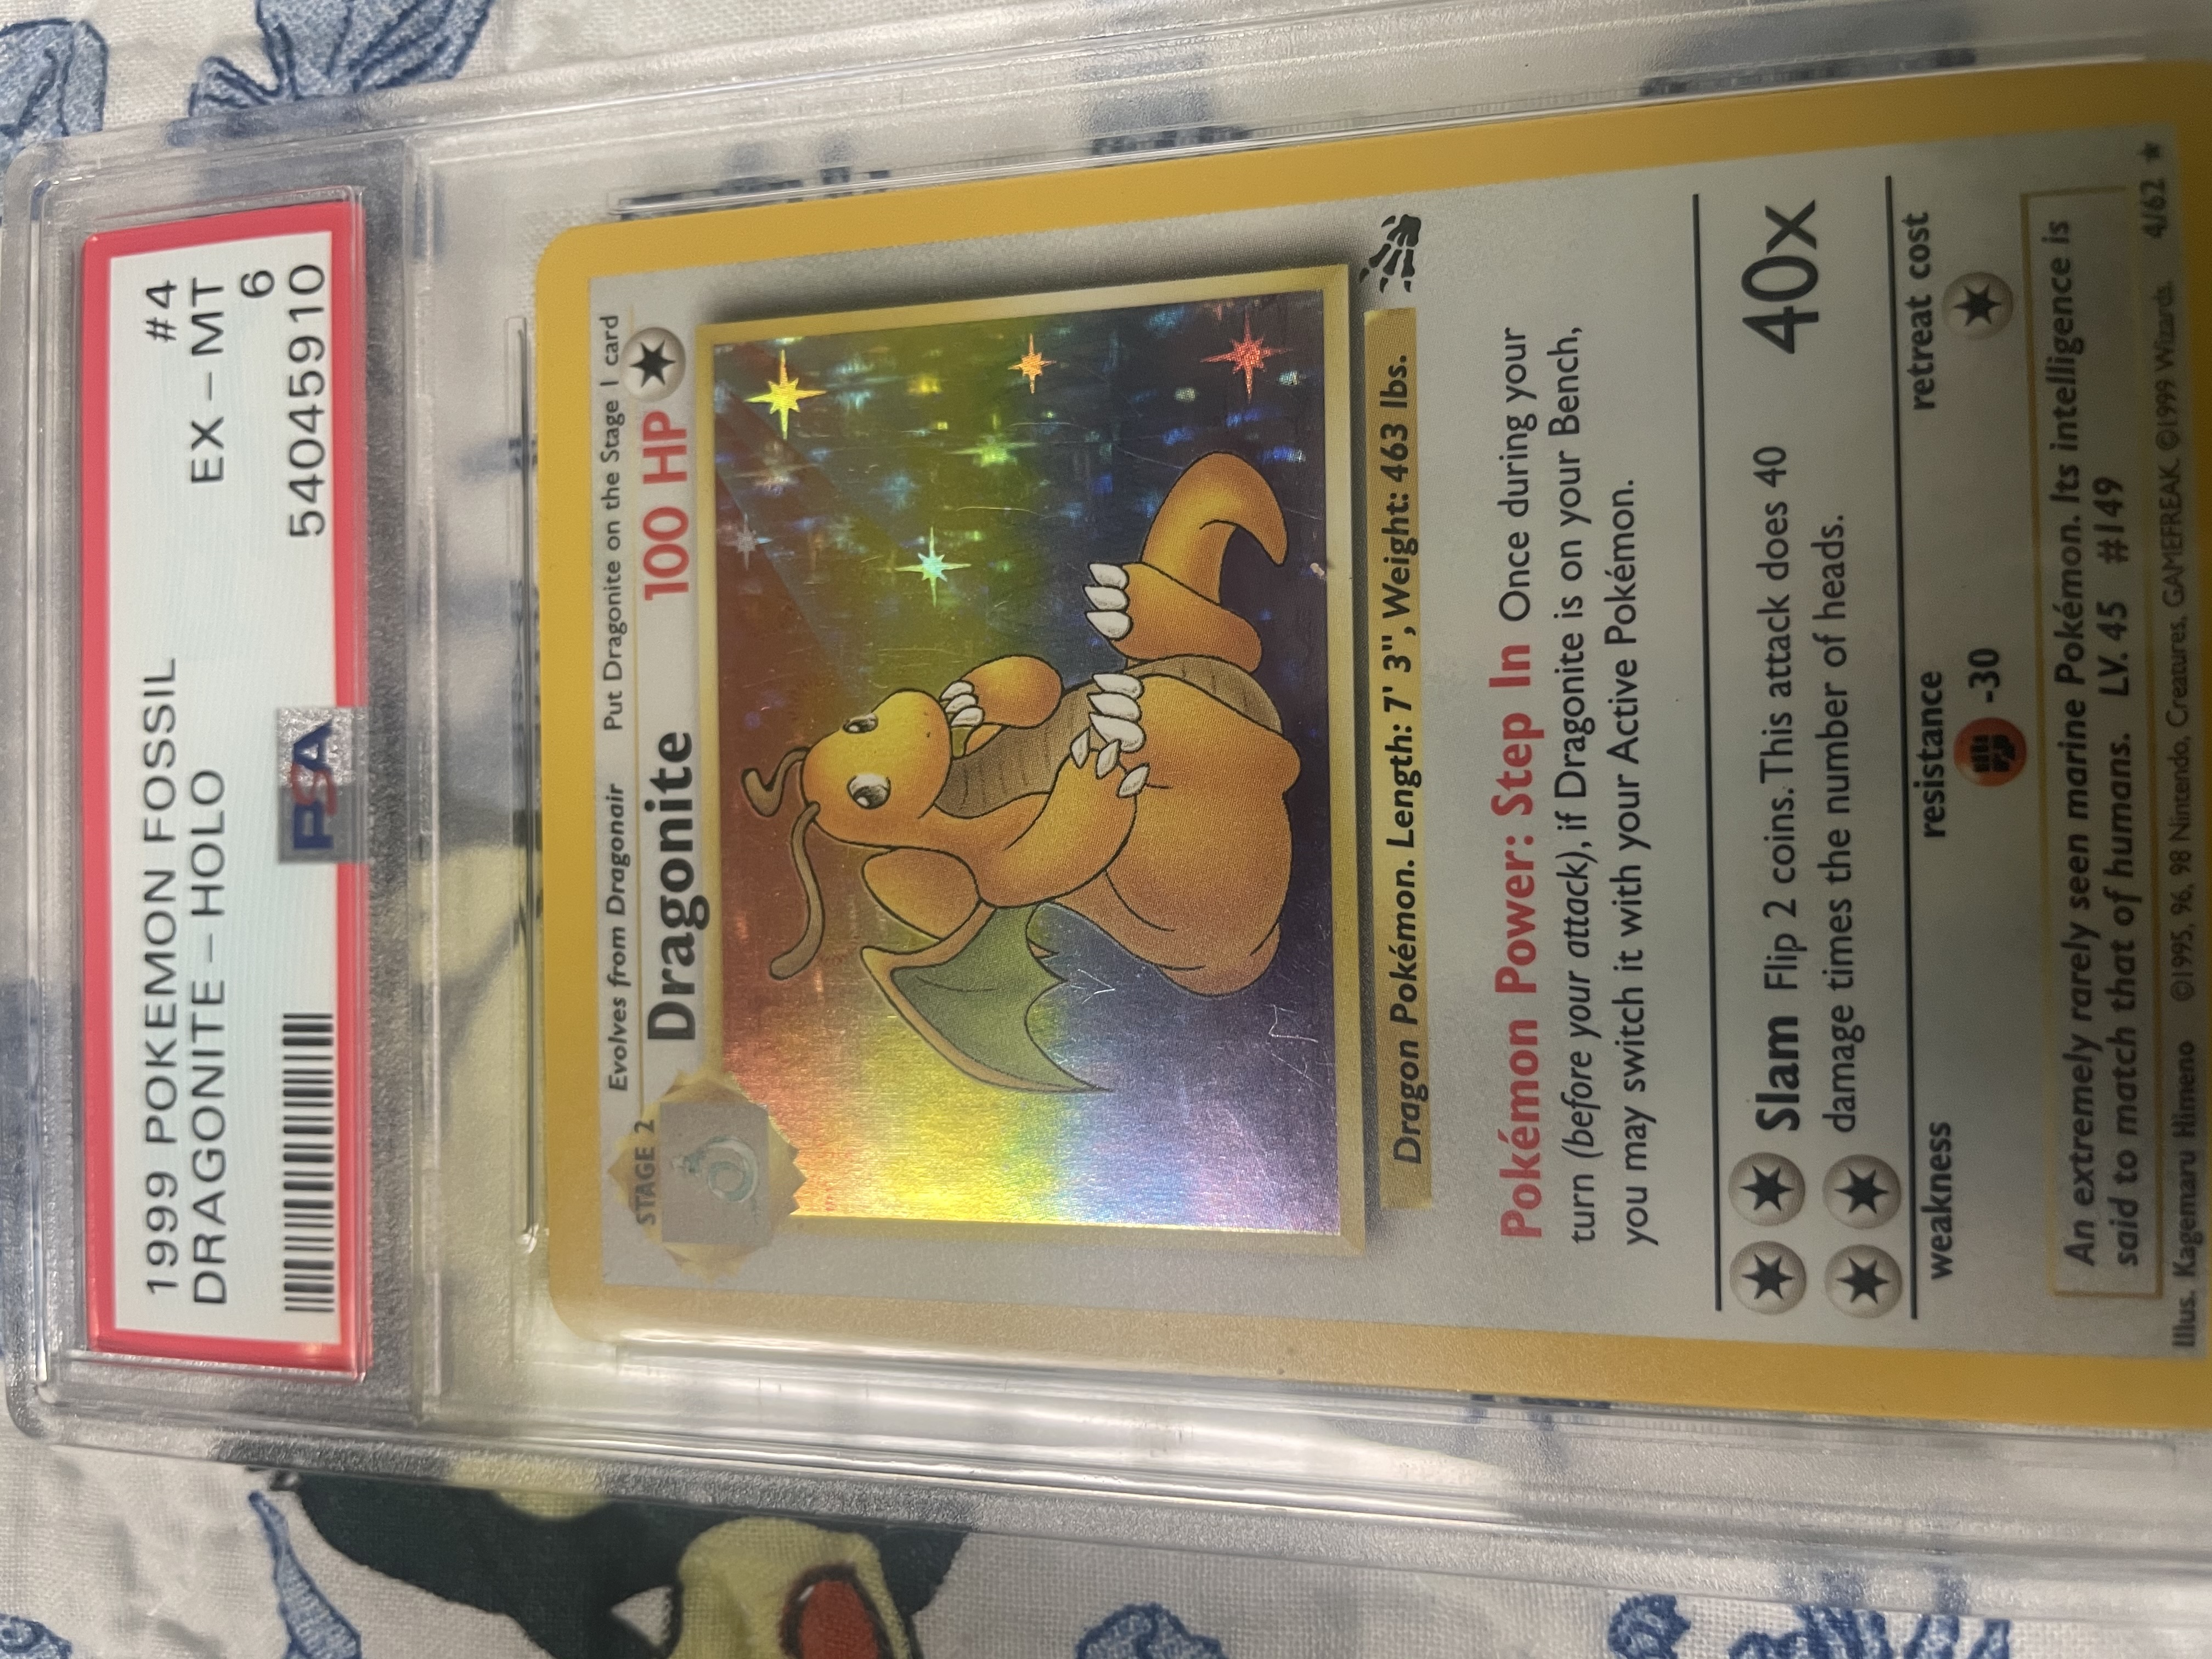 1999 POKEMON FOSSIL #4
DRAGONITE – HOLO EX – MT
6
PSA 54045910
Evolves from Dragonair Put Dragonite on the Stage 1 card
STAGE 2
Dragonite 100 HP
Dragon Pokémon. Length: 7' 3", Weight: 463 lbs.
Pokémon Power: Step In Once during your
turn (before your attack), if Dragonite is on your Bench,
you may switch it with your Active Pokémon.
Slam Flip 2 coins. This attack does 40
damage times the number of heads.
40x
weakness resistance retreat cost
-30
An extremely rarely seen marine Pokémon. Its intelligence is
said to match that of humans. LV. 45 #149
Illus. Kagemaru Himeno ©1995, 96, 98 Nintendo, Creatures, GAMEFREAK. ©1999 Wizards. 4/62 ★